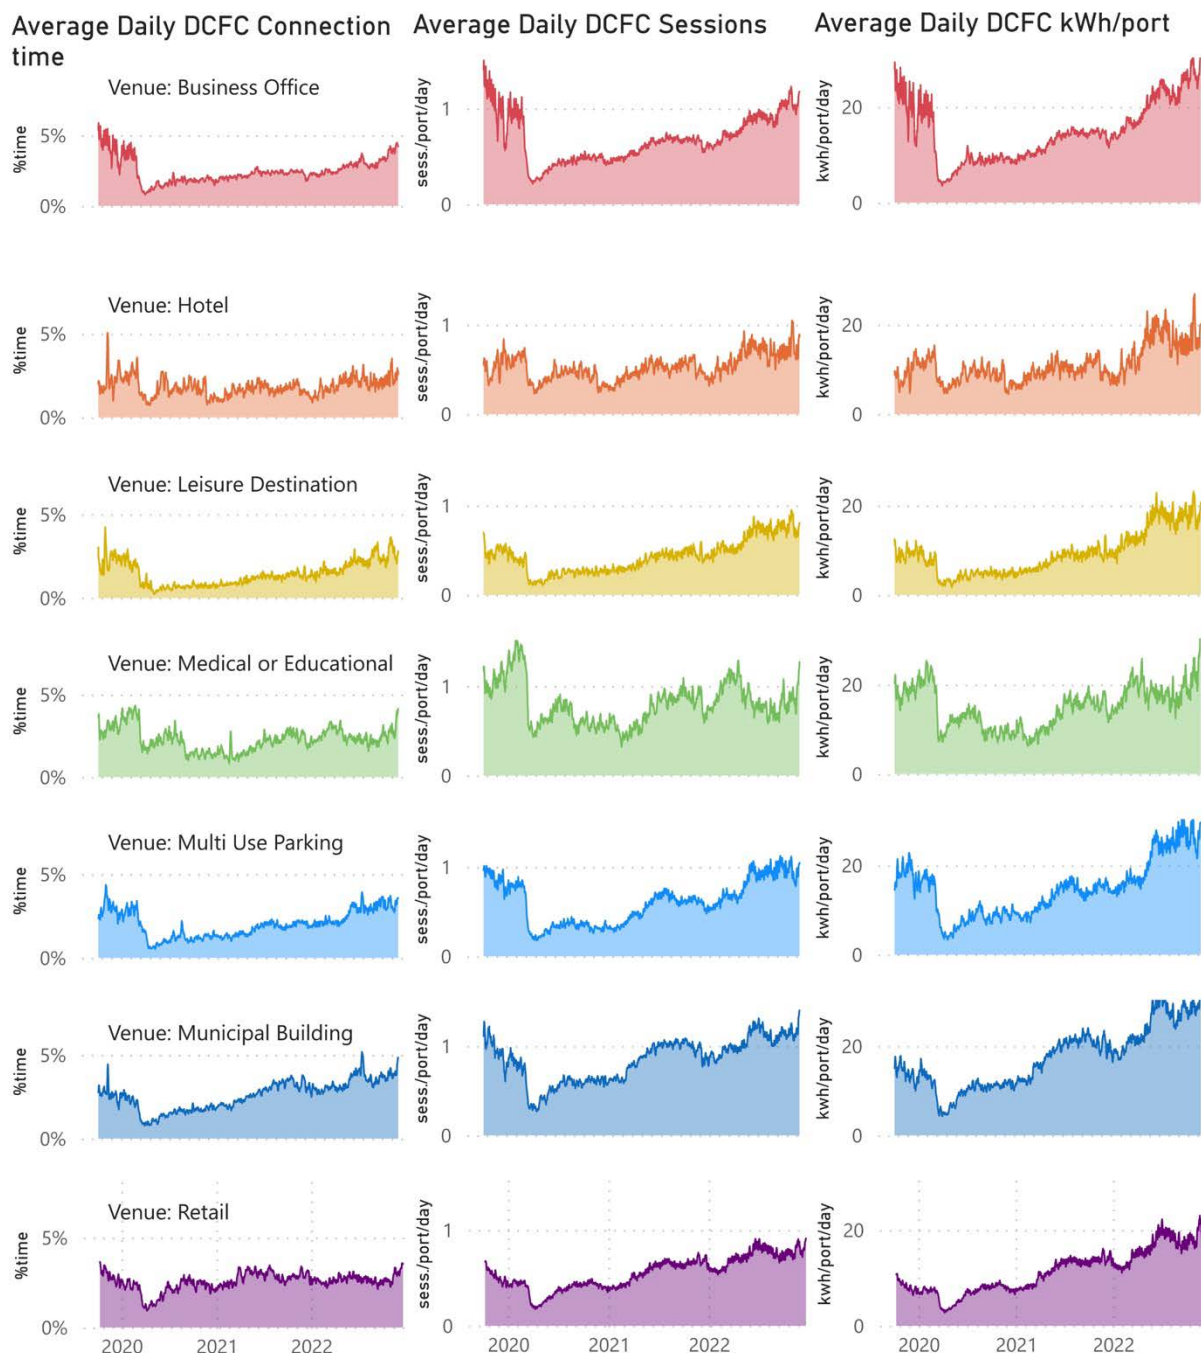 Average Daily DCFC Connection
time
Average Daily DCFC Sessions
Average Daily DCFC kWh/port
Venue: Business Office
%time
5%
0%
sess./port/day
1
0
kwh/port/day
20
0
Venue: Hotel
%time
5%
0%
sess./port/day
1
0
kwh/port/day
20
0
Venue: Leisure Destination
%time
5%
0%
sess./port/day
1
0
kwh/port/day
20
0
Venue: Medical or Educational
%time
5%
0%
sess./port/day
1
0
kwh/port/day
20
0
Venue: Multi Use Parking
%time
5%
0%
sess./port/day
1
0
kwh/port/day
20
0
Venue: Municipal Building
%time
5%
0%
sess./port/day
1
0
kwh/port/day
20
0
Venue: Retail
%time
5%
0%
sess./port/day
1
0
kwh/port/day
20
0
2020 2021 2022
2020 2021 2022
2020 2021 2022